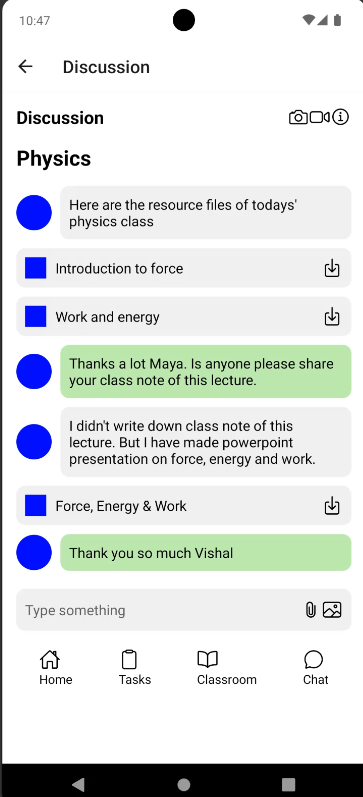 10:47
Discussion
Discussion
Physics
Here are the resource files of todays'
physics class
Introduction to force
Work and energy
Thanks a lot Maya. Is anyone please share
your class note of this lecture.
I didn't write down class note of this
lecture. But I have made powerpoint
presentation on force, energy and work.
Force, Energy & Work
Thank you so much Vishal
Type something
Home Tasks Classroom Chat